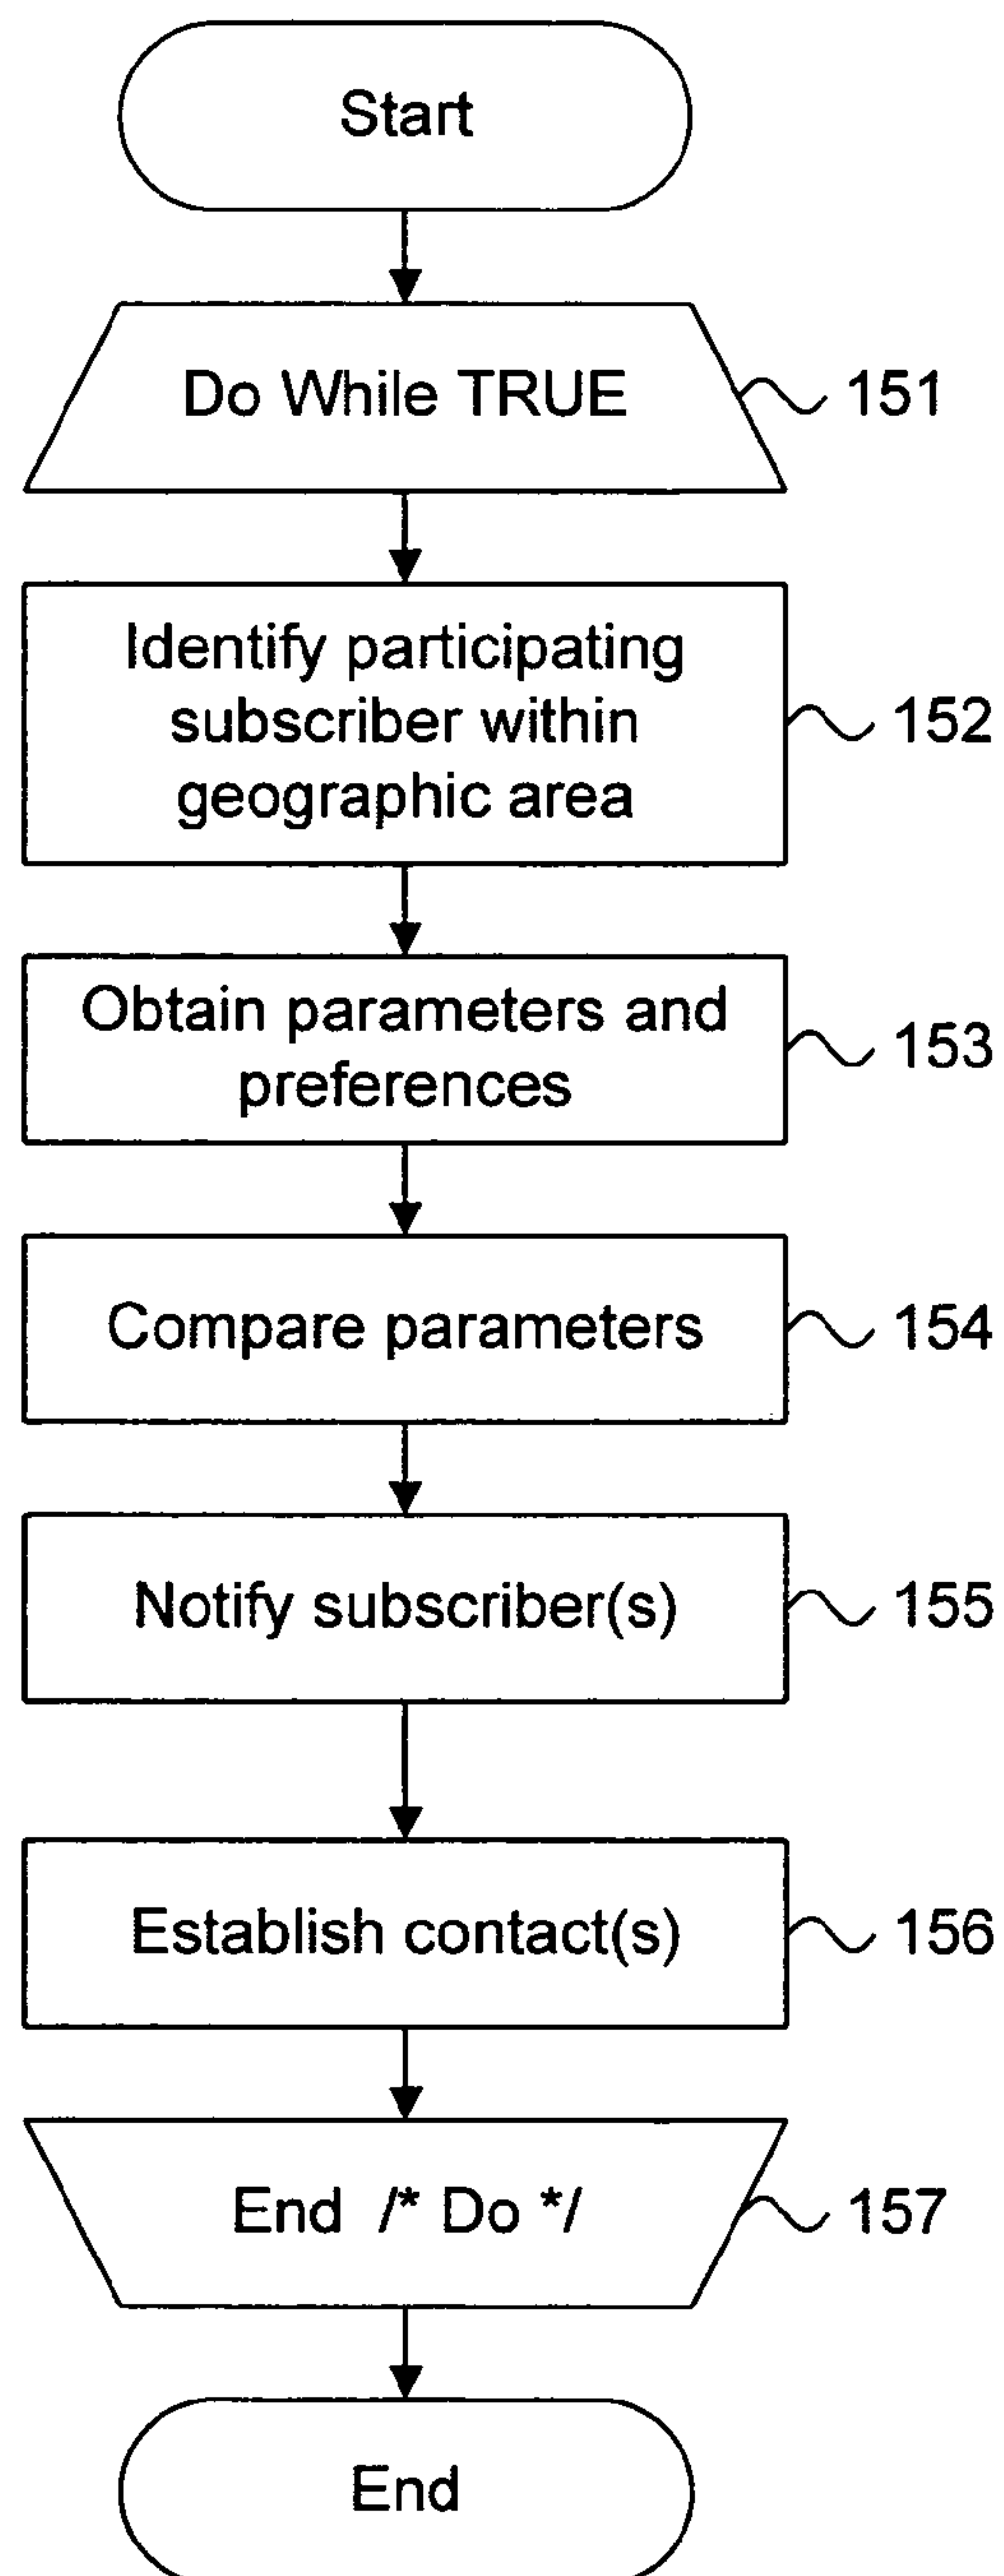 Start
Do While TRUE
151
Identify participating
subscriber within
geographic area
152
Obtain parameters and
preferences
153
Compare parameters
154
Notify subscriber(s)
155
Establish contact(s)
156
End /* Do */
157
End